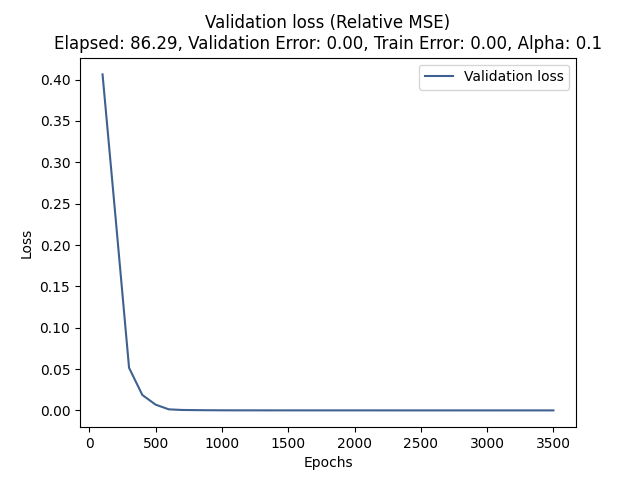 Validation loss (Relative MSE)
Elapsed: 86.29, Validation Error: 0.00, Train Error: 0.00, Alpha: 0.1
Validation loss
0.40
0.35
0.30
0.25
0.20
0.15
0.10
0.05
0.00
Loss
0 500 1000 1500 2000 2500 3000 3500
Epochs